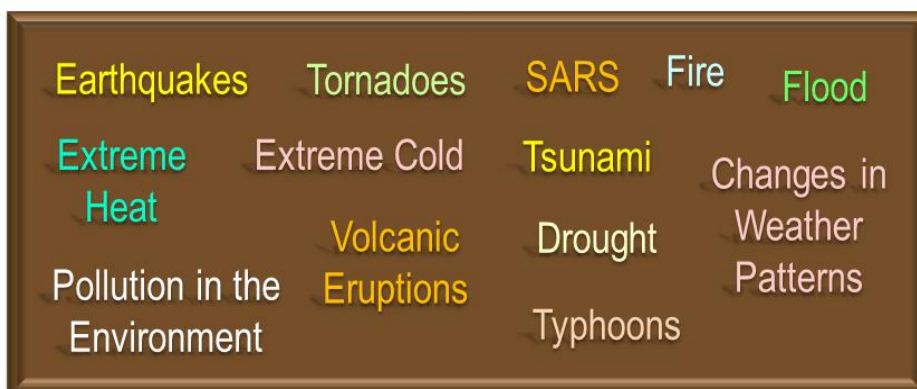 Earthquakes
Tornadoes
SARS
Fire
Flood
Extreme
Heat
Extreme Cold
Tsunami
Changes in
Weather
Patterns
Volcanic
Eruptions
Drought
Pollution in the
Environment
Typhoons